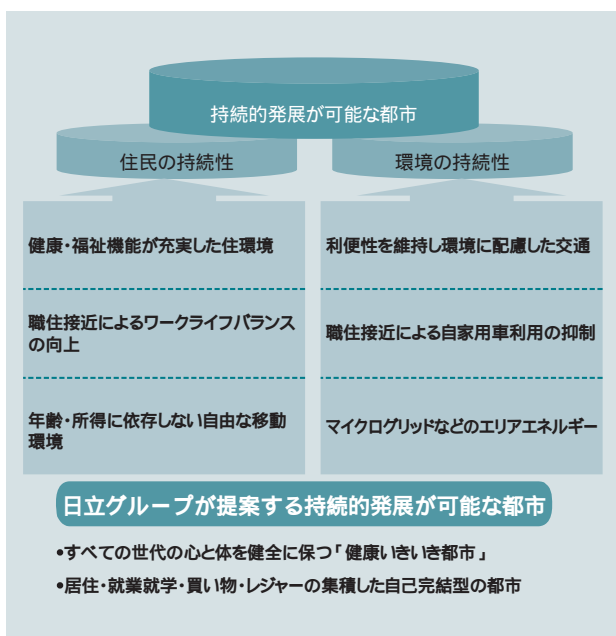 持続的発展が可能な都市
住民の持続性
環境の持続性
健康・福祉機能が充実した住環境
職住接近によるワークライフバランス
の向上
年齢・所得に依存しない自由な移動
環境
利便性を維持し環境に配慮した交通
職住接近による自家用車利用の抑制
マイクログリッドなどのエリアエネルギー
日立グループが提案する持続的発展が可能な都市
•すべての世代の心と体を健全に保つ「健康いきいき都市」
•居住・就業就学・買い物・レジャーの集積した自己完結型の都市